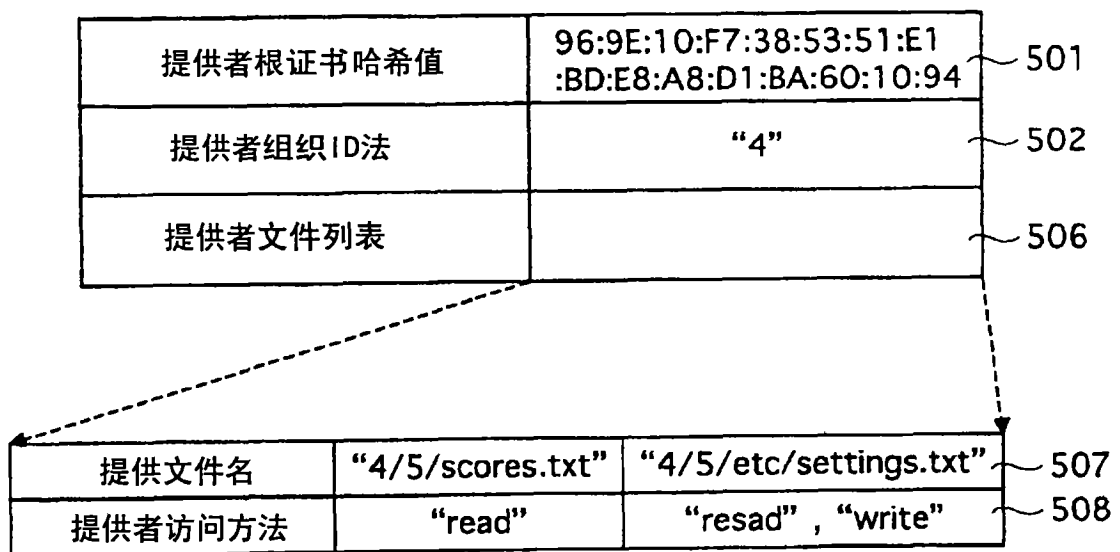 提供者根证书哈希值
96:9E:10:F7:38:53:51:E1
:BD:E8:A8:D1:BA:60:10:94
501
提供者组织ID法
“4”
502
提供者文件列表
506
提供文件名
“4/5/scores.txt”
“4/5/etc/settings.txt”
507
提供者访问方法
“read”
“resad” , “write”
508